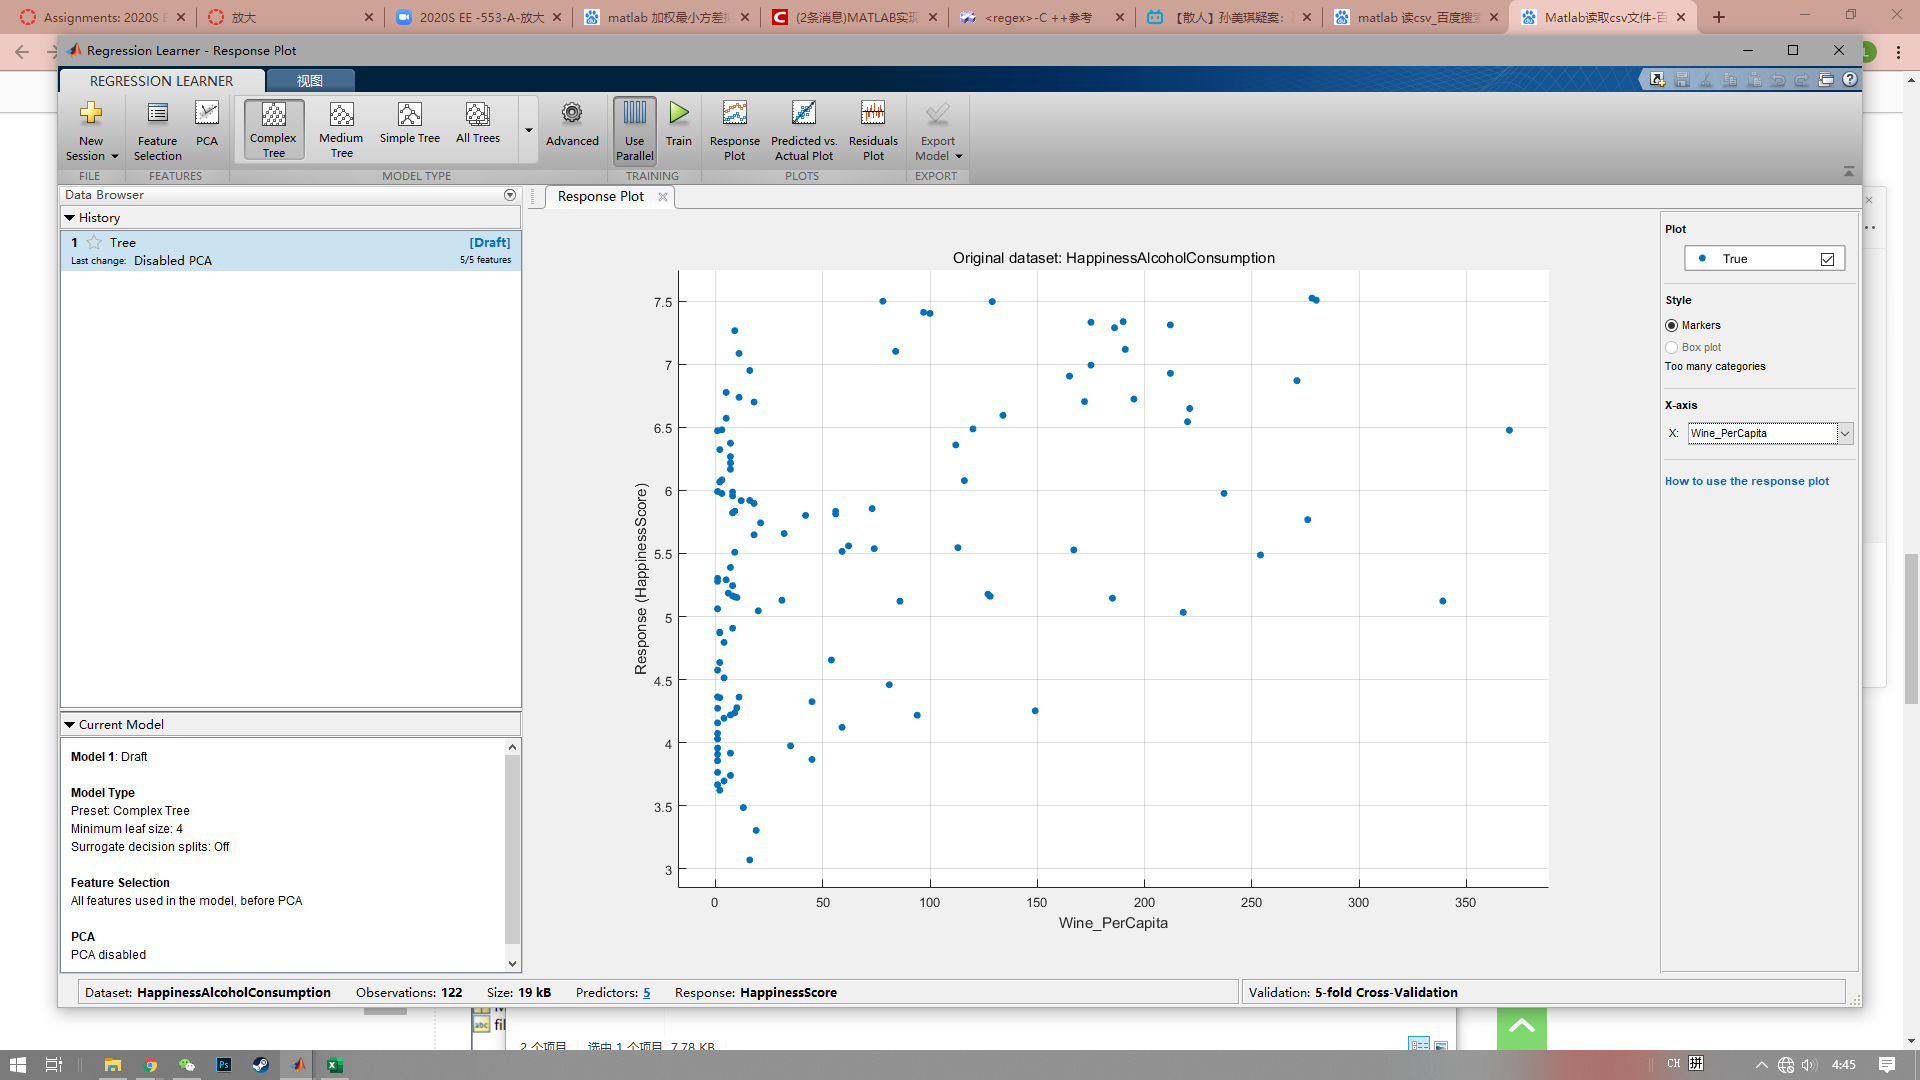 Assignments: 2020S E
放大
2020S EE -553-A-放大
matlab 加权最小方差
(2条消息)MATLAB实现
<regex>-C ++参考
【散人】孙美琪疑案:
matlab 读csv_百度搜
Matlab读取csv文件-百
Regression Learner - Response Plot
REGRESSION LEARNER
视图
New Session
Feature Selection
PCA
Complex Tree
Medium Tree
Simple Tree
All Trees
Advanced
Use Parallel
Train
Response Plot
Predicted vs. Actual Plot
Residuals Plot
Export Model
FILE
FEATURES
MODEL TYPE
TRAINING
PLOTS
EXPORT
Data Browser
History
1 Tree [Draft]
Last change: Disabled PCA 5/5 features
Current Model
Model 1: Draft
Model Type
Preset: Complex Tree
Minimum leaf size: 4
Surrogate decision splits: Off
Feature Selection
All features used in the model, before PCA
PCA
PCA disabled
Response Plot
Original dataset: HappinessAlcoholConsumption
7.5
7
6.5
6
5.5
5
4.5
4
3.5
3
Response (HappinessScore)
0 50 100 150 200 250 300 350
Wine_PerCapita
Plot
True
Style
Markers
Box plot
Too many categories
X-axis
X: Wine_PerCapita
How to use the response plot
Dataset: HappinessAlcoholConsumption Observations: 122 Size: 19 kB Predictors: 5 Response: HappinessScore
Validation: 5-fold Cross-Validation
abc fil
2 个项目 选中 1 个项目 7.78 KB
Ps
CH 拼
4:45